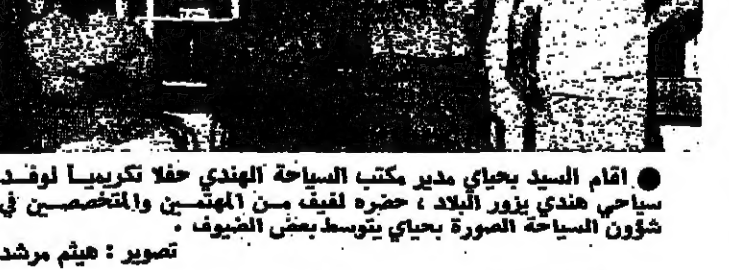 ● اقام السيد بحياي مدير مكتب السياحة الهندي حفلا تكريميا لوفد
سياحي هندي يزور البلاد ، حضره لفيف من المهتمين والمتخصصين في
شؤون السياحة الصورة بحياي يتوسط بعض الضيوف .
تصوير : هيثم مرشد